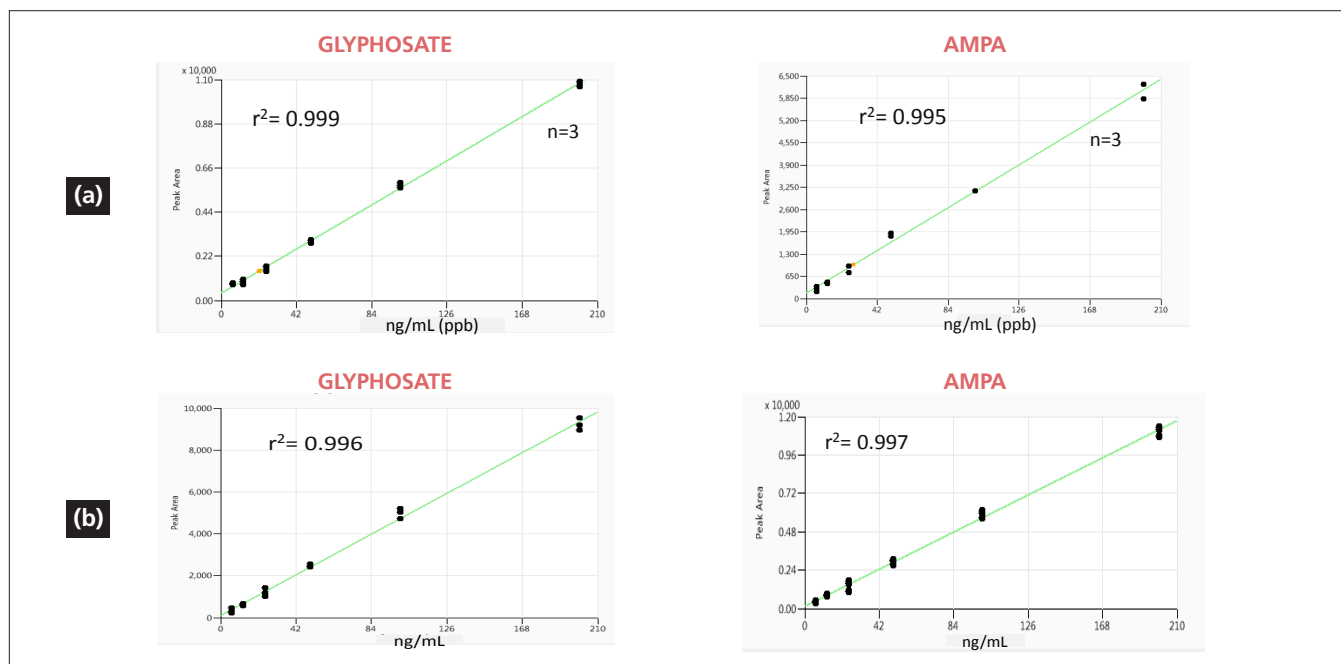 GLYPHOSATE
AMPA
(a)
x 10,000
1.10
0.88
0.66
0.44
0.22
0.00
Peak Area
r²= 0.999
n=3
0 42 84 126 168 210
ng/mL (ppb)
6,500
5,850
5,200
4,550
3,900
3,250
2,600
1,950
1,300
650
0
Peak Area
r²= 0.995
n=3
0 42 84 126 168 210
ng/mL (ppb)
GLYPHOSATE
AMPA
(b)
10,000
8,000
6,000
4,000
2,000
0
Peak Area
r²= 0.996
0 42 84 126 168 210
ng/mL
x 10,000
1.20
0.96
0.72
0.48
0.24
0.00
Peak Area
r²= 0.997
0 42 84 126 168 210
ng/mL